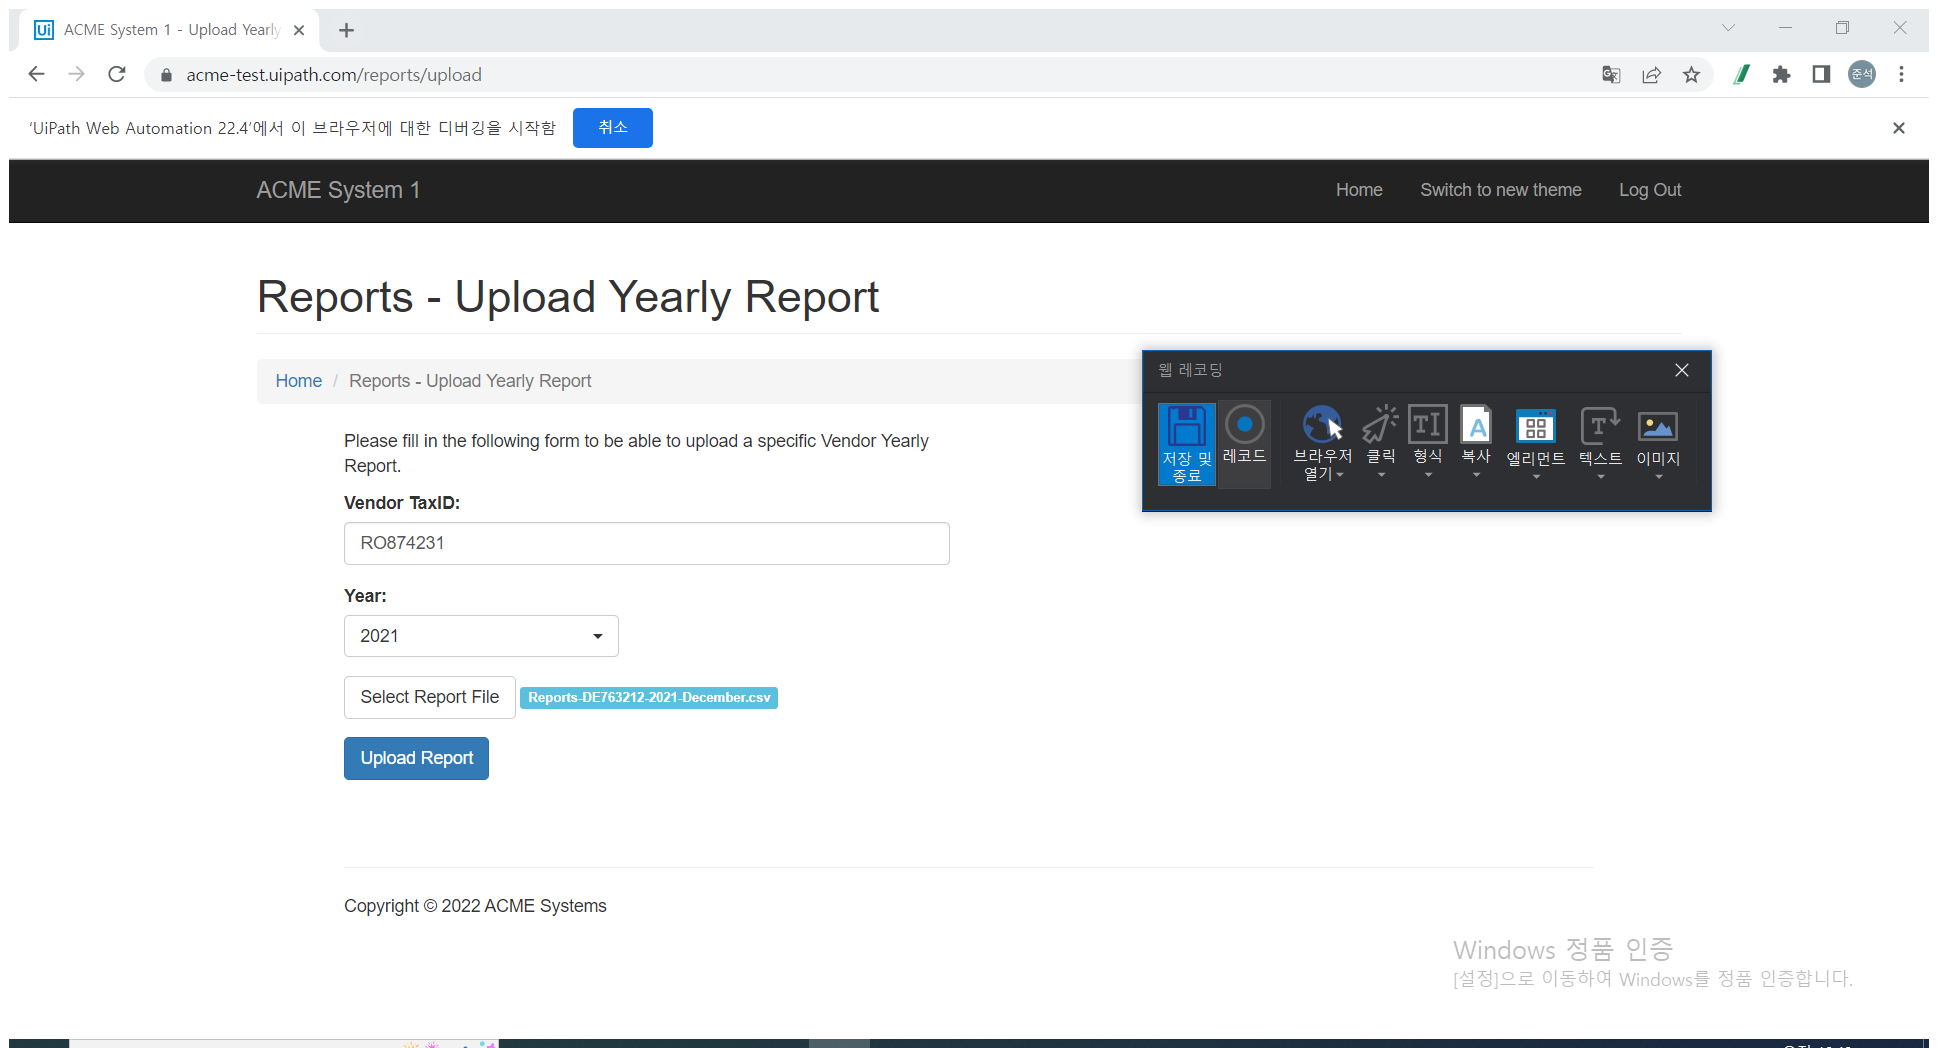 ACME System 1 - Upload Yearly
acme-test.uipath.com/reports/upload
준석
'UiPath Web Automation 22.4'에서 이 브라우저에 대한 디버깅을 시작함
취소
ACME System 1
Home
Switch to new theme
Log Out
Reports - Upload Yearly Report
Home / Reports - Upload Yearly Report
Please fill in the following form to be able to upload a specific Vendor Yearly
Report.
Vendor TaxID:
RO874231
Year:
2021
Select Report File
Reports-DE763212-2021-December.csv
Upload Report
웹 레코딩
저장 및
종료
레코드
브라우저
열기
클릭
형식
복사
엘리먼트
텍스트
이미지
Copyright © 2022 ACME Systems
Windows 정품 인증
[설정]으로 이동하여 Windows를 정품 인증합니다.